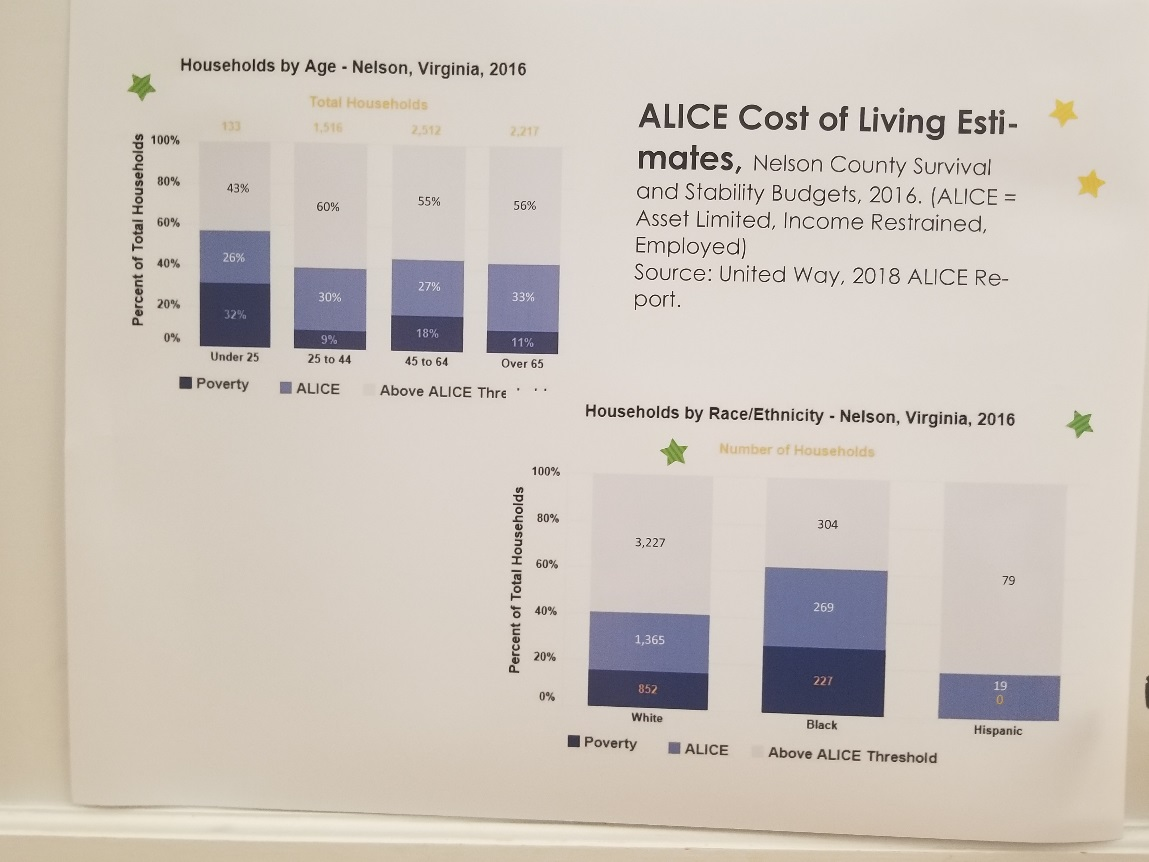 Households by Age - Nelson, Virginia, 2016
Total Households
133 1,516 2,512 2,217
Percent of Total Households
100%
80%
60%
40%
20%
0%
43% 60% 55% 56%
26% 30% 27% 33%
32% 9% 18% 11%
Under 25 25 to 44 45 to 64 Over 65
Poverty ALICE Above ALICE Thre
ALICE Cost of Living Esti-
mates, Nelson County Survival
and Stability Budgets, 2016. (ALICE =
Asset Limited, Income Restrained,
Employed)
Source: United Way, 2018 ALICE Re-
port.
Households by Race/Ethnicity - Nelson, Virginia, 2016
Number of Households
Percent of Total Households
100%
80%
60%
40%
20%
0%
3,227 304 79
1,365 269 19
852 227 0
White Black Hispanic
Poverty ALICE Above ALICE Threshold